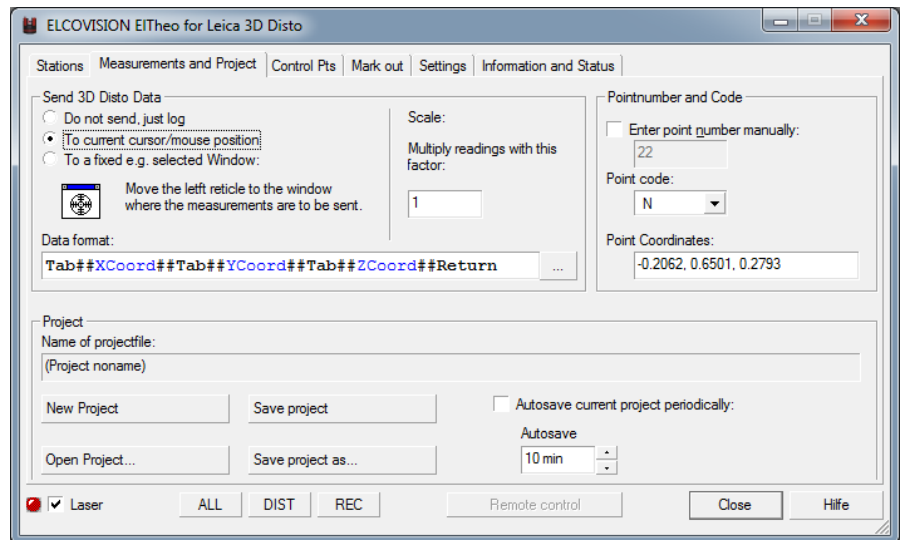 ELCOVISION ElTheo for Leica 3D Disto
Stations Measurements and Project Control Pts Mark out Settings Information and Status
Send 3D Disto Data
Do not send, just log
To current cursor/mouse position
To a fixed e.g. selected Window:
Move the left reticle to the window
where the measurements are to be sent.
Scale:
Multiply readings with this
factor:
1
Data format:
Tab##XCoord##Tab##YCoord##Tab##ZCoord##Return ...
Pointnumber and Code
Enter point number manually:
22
Point code:
N
Point Coordinates:
-0.2062, 0.6501, 0.2793
Project
Name of projectfile:
(Project noname)
New Project Save project
Open Project... Save project as...
Autosave current project periodically:
Autosave
10 min
Laser ALL DIST REC Remote control Close Hilfe